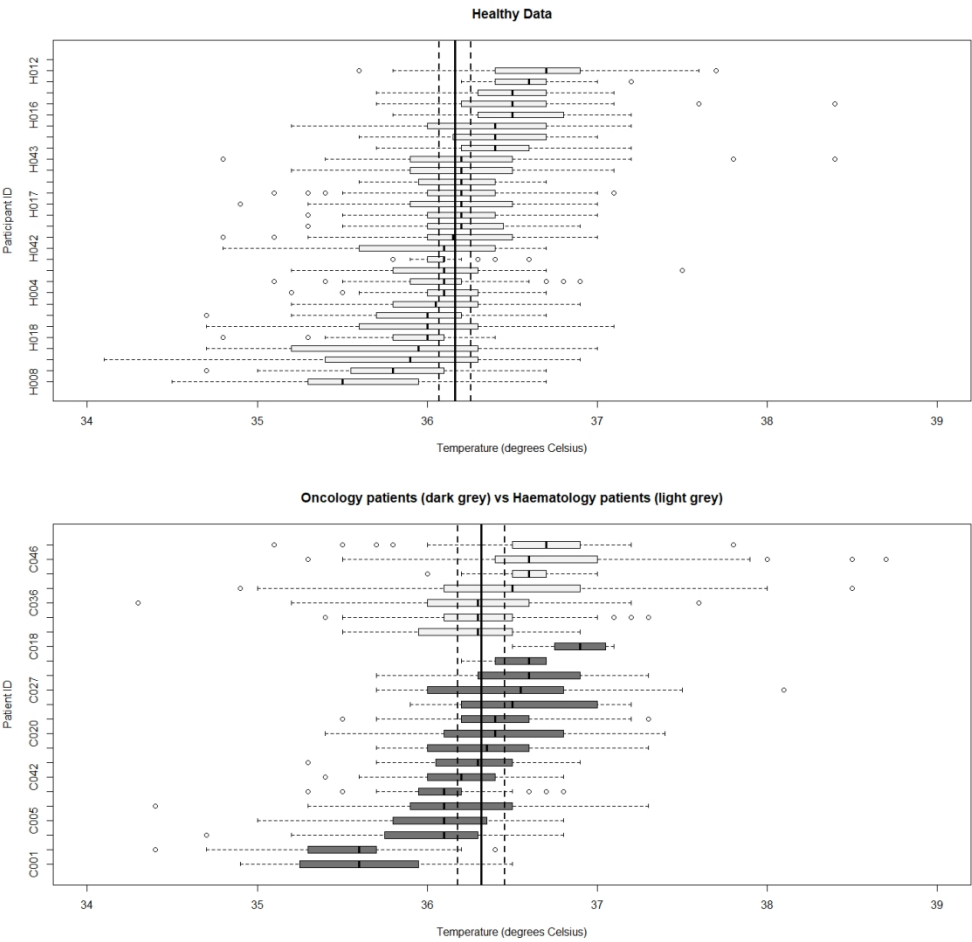 Healthy Data
H012
H016
H043
H017
H042
H004
H018
H008
Participant ID
34 35 36 37 38 39
Temperature (degrees Celsius)
Oncology patients (dark grey) vs Haematology patients (light grey)
C046
C036
C018
C027
C020
C042
C005
C001
Patient ID
34 35 36 37 38 39
Temperature (degrees Celsius)